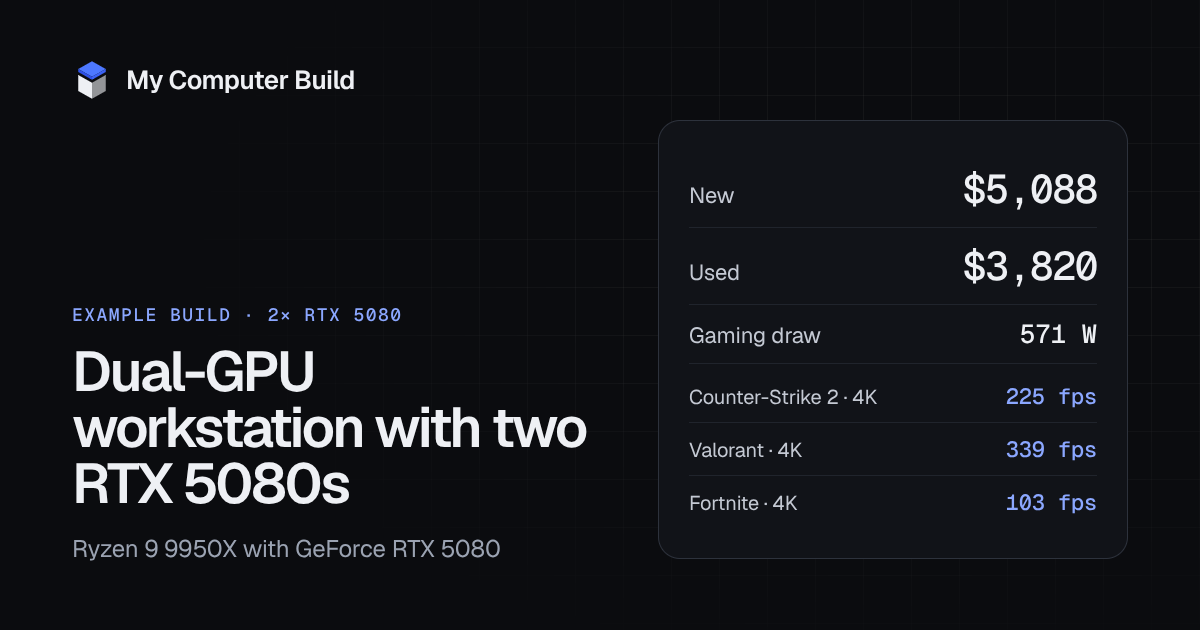 My Computer Build
EXAMPLE BUILD · 2× RTX 5080
Dual-GPU
workstation with two
RTX 5080s
Ryzen 9 9950X with GeForce RTX 5080
New $5,088
Used $3,820
Gaming draw 571 W
Counter-Strike 2 · 4K 225 fps
Valorant · 4K 339 fps
Fortnite · 4K 103 fps